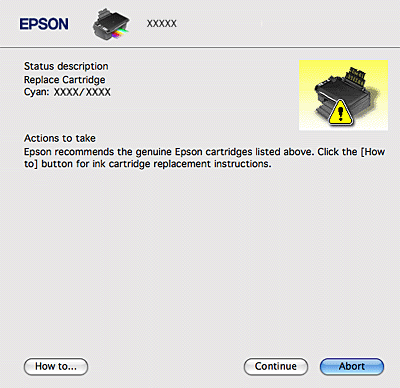 EPSON XXXXX
Status description
Replace Cartridge
Cyan: XXXX/XXXX
Actions to take
Epson recommends the genuine Epson cartridges listed above. Click the [How
to] button for ink cartridge replacement instructions.
How to... Continue Abort